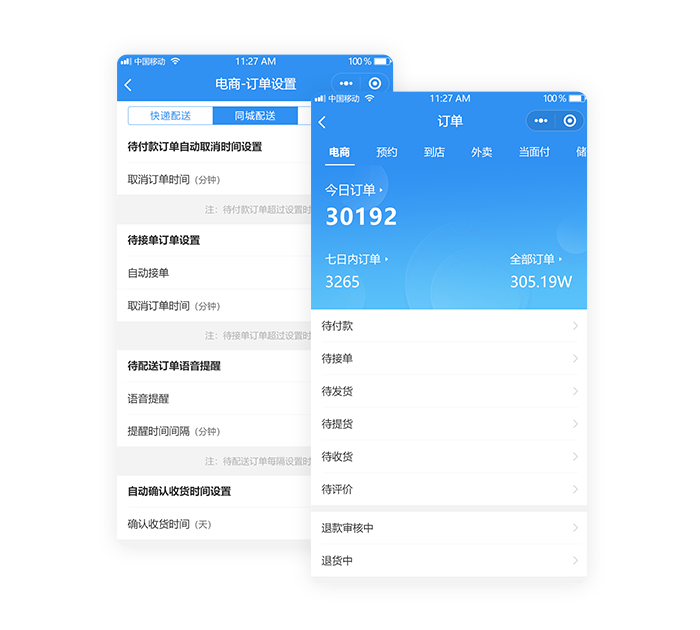 中国移动 11:27 AM 100%
电商-订单设置
快递配送 同城配送
待付款订单自动取消时间设置
取消订单时间（分钟）
注：待付款订单超过设置时
待接单订单设置
自动接单
取消订单时间（分钟）
注：待接单订单超过设置时
待配送订单语音提醒
语音提醒
提醒时间间隔（分钟）
注：待配送订单每隔设置时
自动确认收货时间设置
确认收货时间（天）
中国移动 11:27 AM 100%
订单
电商 预约 到店 外卖 当面付 储
今日订单
30192
七日内订单 全部订单
3265 305.19W
待付款
待接单
待发货
待提货
待收货
待评价
退款审核中
退货中